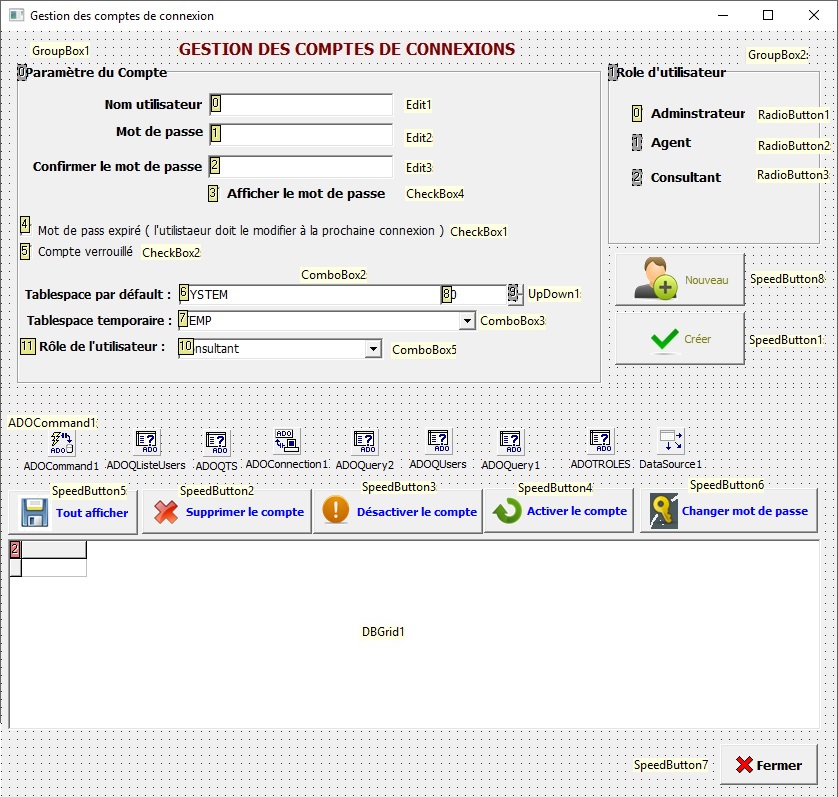 Gestion des comptes de connexion
GroupBox1
GESTION DES COMPTES DE CONNEXIONS
GroupBox2:
0 Paramètre du Compte
1 Role d'utilisateur
Nom utilisateur 0 Edit1
0 Adminstrateur RadioButton1
Mot de passe 1 Edit2
1 Agent RadioButton2
Confirmer le mot de passe 2 Edit3
2 Consultant RadioButton3
3 Afficher le mot de passe CheckBox4
4 Mot de pass expiré ( l'utilistaeur doit le modifier à la prochaine connexion ) CheckBox1
5 Compte verrouillé CheckBox2
ComboBox2
Nouveau SpeedButton8
Tablespace par défault : 6 YSTEM 8 0 9 UpDown1
Tablespace temporaire : 7 EMP ComboBox3
Créer SpeedButton1
11 Rôle de l'utilisateur : 10 nsultant ComboBox5
ADOCommand1
ADOCommand1 ADOQListeUsers ADOQTS ADOConnection1 ADOQuery2 ADOQUsers ADOQuery1 ADOTROLES DataSource1
SpeedButton5 SpeedButton2 SpeedButton3 SpeedButton4 SpeedButton6
Tout afficher Supprimer le compte Désactiver le compte Activer le compte Changer mot de passe
2
DBGrid1
SpeedButton7 Fermer